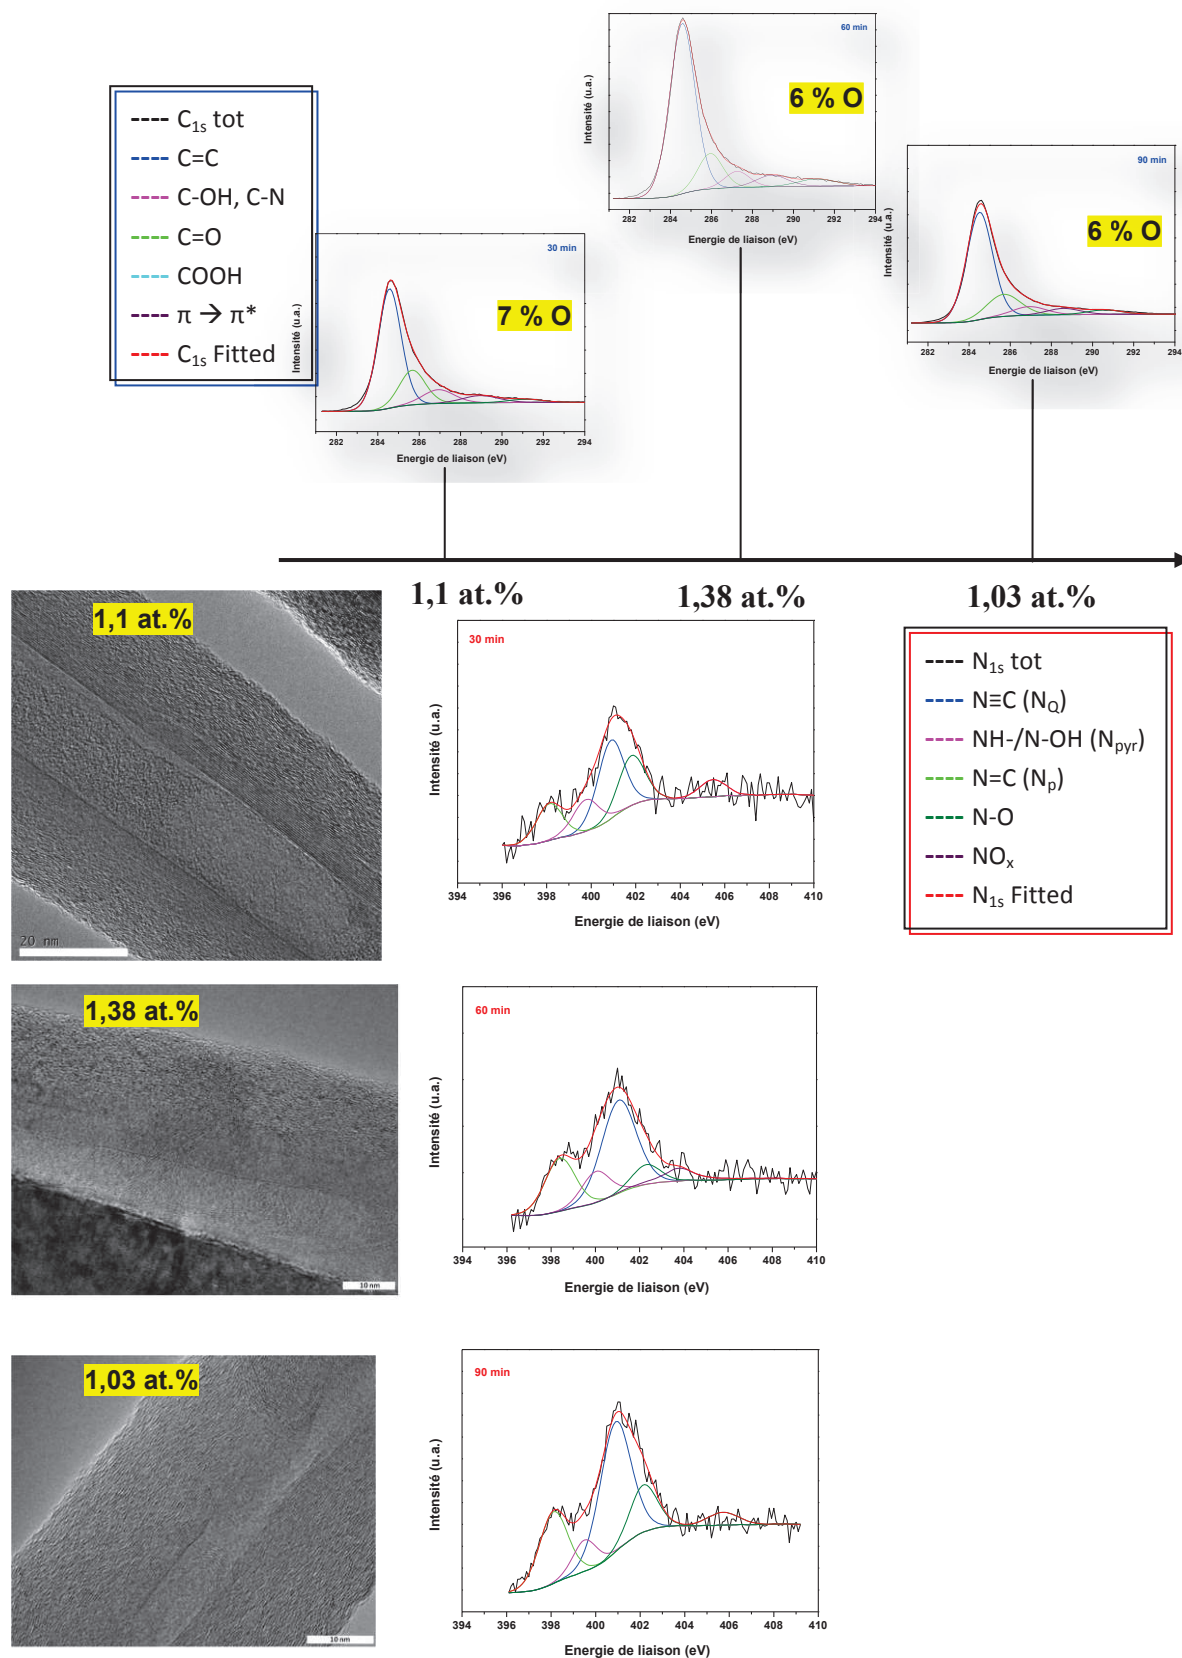 60 min
6 % O
Intensité (u.a.)
282 284 286 288 290 292 294
Energie de liaison (eV)
C1s tot
C=C
C-OH, C-N
C=O
COOH
π → π*
C1s Fitted
90 min
6 % O
Intensité (u.a.)
282 284 286 288 290 292 294
Energie de liaison (eV)
30 min
7 % O
Intensité (u.a.)
282 284 286 288 290 292 294
Energie de liaison (eV)
1,1 at.% 1,38 at.% 1,03 at.%
1,1 at.%
20 nm
30 min
Intensité (u.a.)
394 396 398 400 402 404 406 408 410
Energie de liaison (eV)
N1s tot
N≡C (NQ)
NH-/N-OH (Npyr)
N=C (Np)
N-O
NOx
N1s Fitted
1,38 at.%
10 nm
60 min
Intensité (u.a.)
394 396 398 400 402 404 406 408 410
Energie de liaison (eV)
1,03 at.%
10 nm
90 min
Intensité (u.a.)
394 396 398 400 402 404 406 408 410
Energie de liaison (eV)